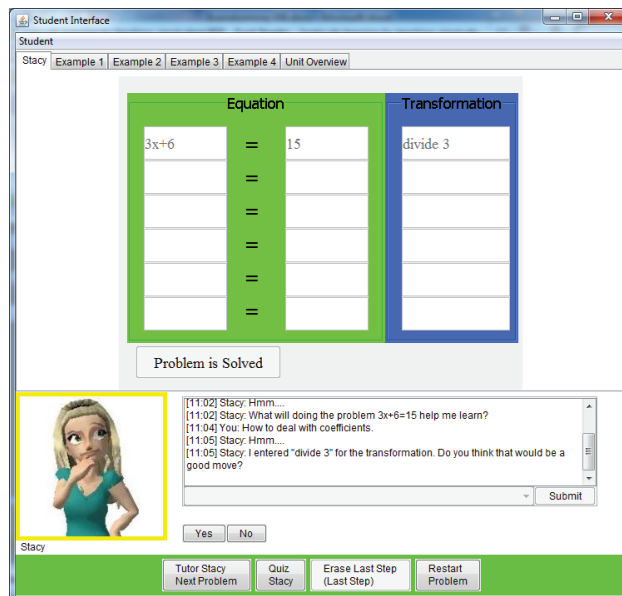 Student Interface
Student
Stacy Example 1 Example 2 Example 3 Example 4 Unit Overview
Equation Transformation
3x+6 = 15 divide 3
=
=
=
=
=
Problem is Solved
[11:02] Stacy: Hmm....
[11:02] Stacy: What will doing the problem 3x+6=15 help me learn?
[11:04] You: How to deal with coefficients.
[11:05] Stacy: Hmm....
[11:05] Stacy: I entered "divide 3" for the transformation. Do you think that would be a
good move?
Submit
Yes No
Stacy
Tutor Stacy Quiz Erase Last Step Restart
Next Problem Stacy (Last Step) Problem